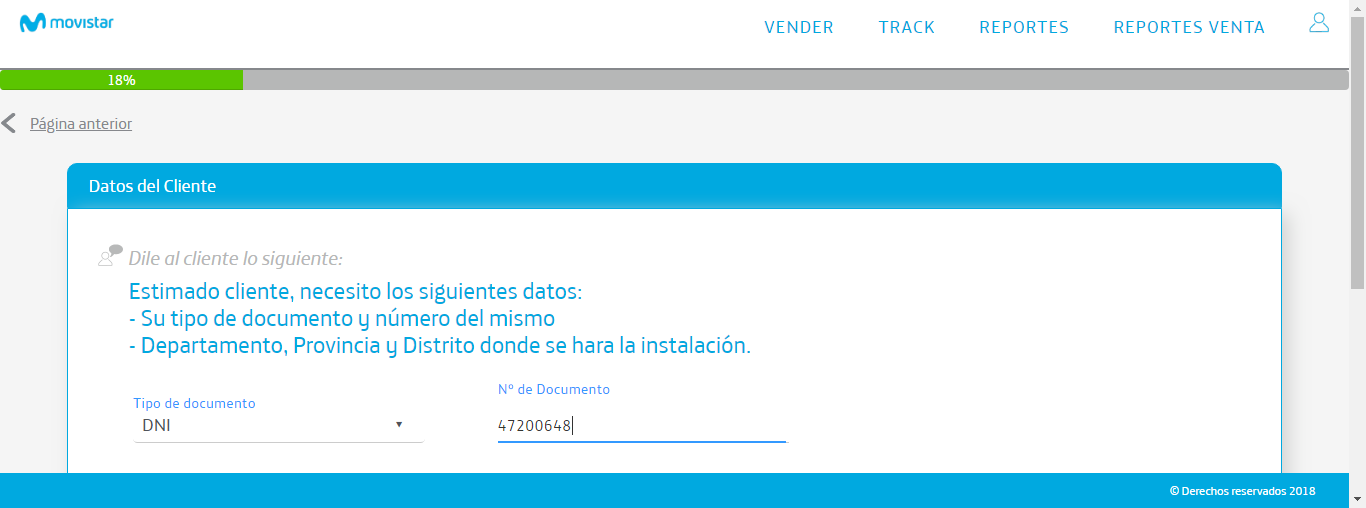 movistar
VENDER TRACK REPORTES REPORTES VENTA
18%
Página anterior
Datos del Cliente
Dile al cliente lo siguiente:
Estimado cliente, necesito los siguientes datos:
- Su tipo de documento y número del mismo
- Departamento, Provincia y Distrito donde se hara la instalación.
Tipo de documento
DNI
Nº de Documento
47200648
© Derechos reservados 2018